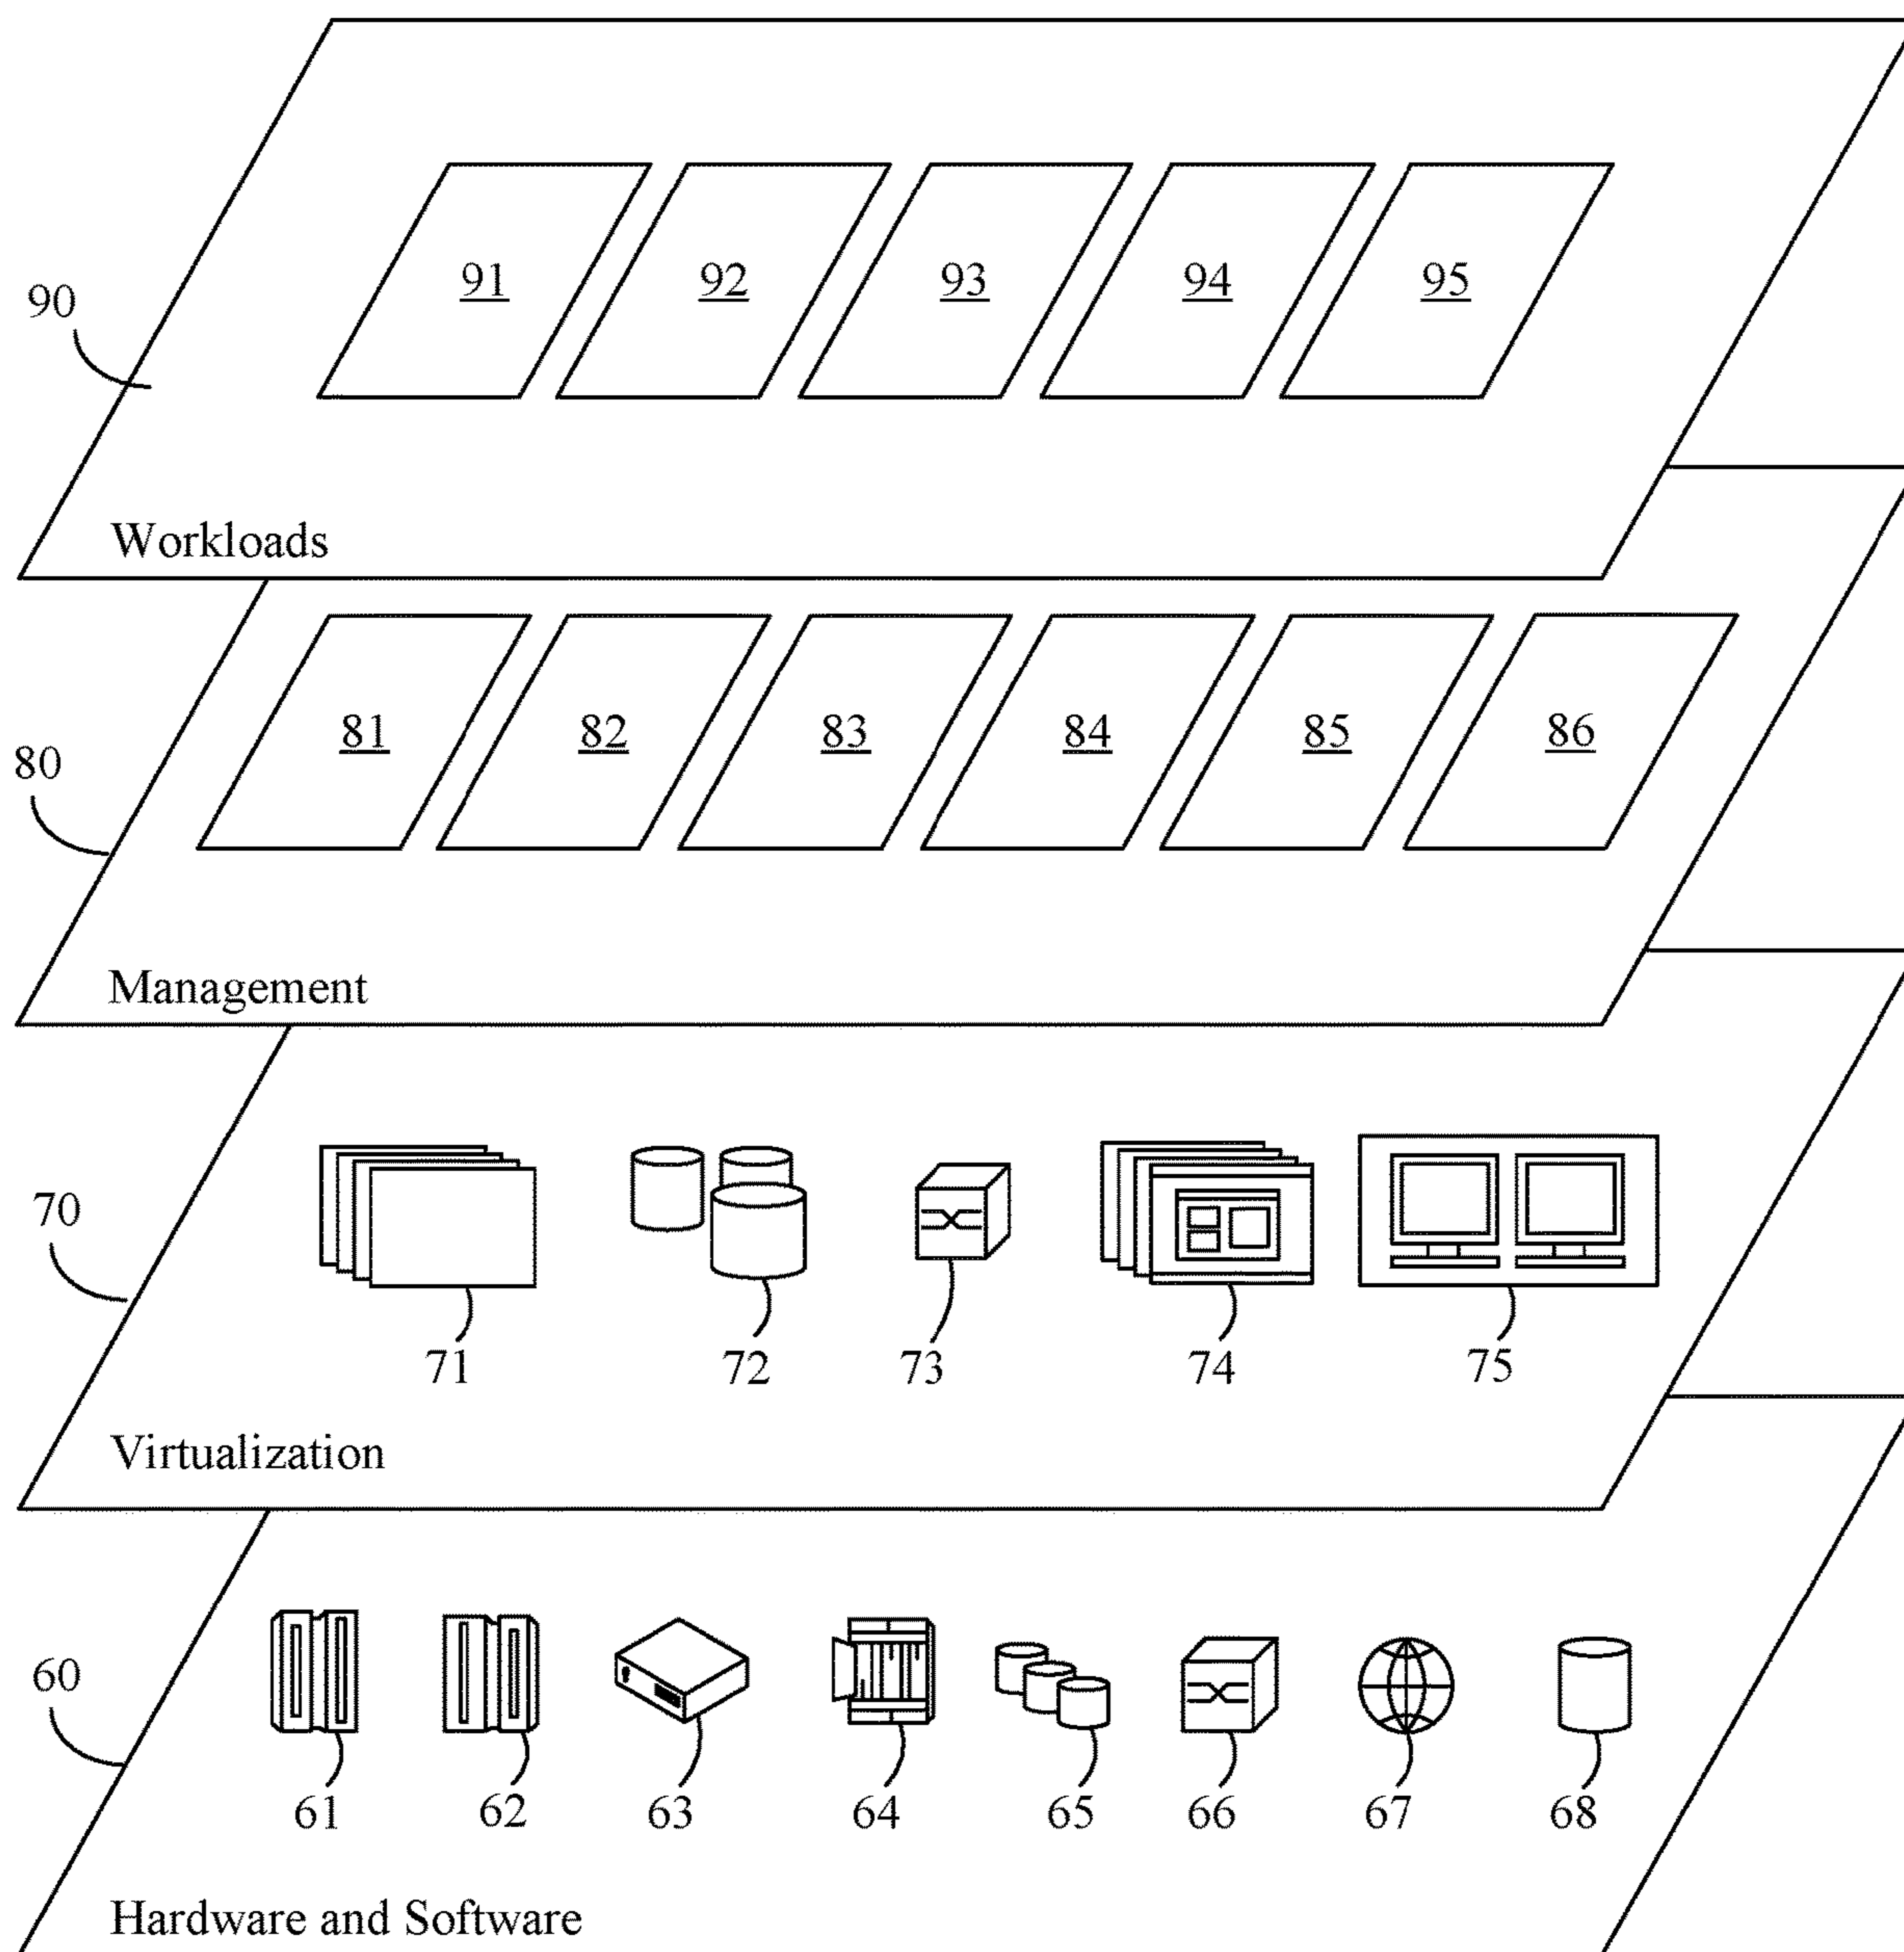 91 92 93 94 95
90
Workloads
81 82 83 84 85 86
80
Management
70
71 72 73 74 75
Virtualization
60
61 62 63 64 65 66 67 68
Hardware and Software